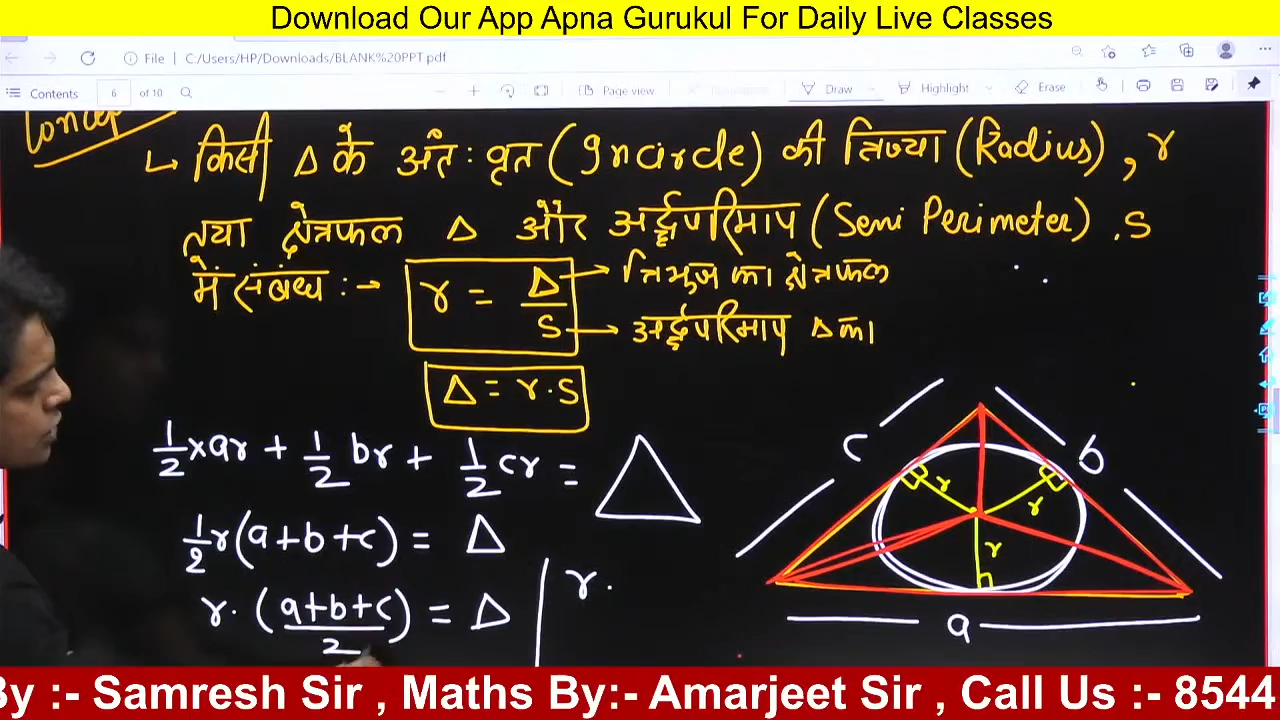 Download Our App Apna Gurukul For Daily Live Classes
File | C:/Users/HP/Downloads/BLANK%20PPT pdf
Contents 6 of 10 Page view Draw Highlight Erase
Concep
↳ किसी Δ के अंतः वृत (Incircle) की त्रिज्या (Radius), r
तथा क्षेत्रफल Δ और अर्द्धपरिमाप (Semi Perimeter) . S
में संबंध :→ r = Δ/S
→ त्रिभुज का क्षेत्रफल
→ अर्द्धपरिमाप Δ का
Δ = r · S
1/2 × ar + 1/2 br + 1/2 cr = △
1/2 r (a+b+c) = Δ
r · (a+b+c)/2 = Δ | r ·
c b
r r
r
a
By :- Samresh Sir , Maths By:- Amarjeet Sir , Call Us :- 8544